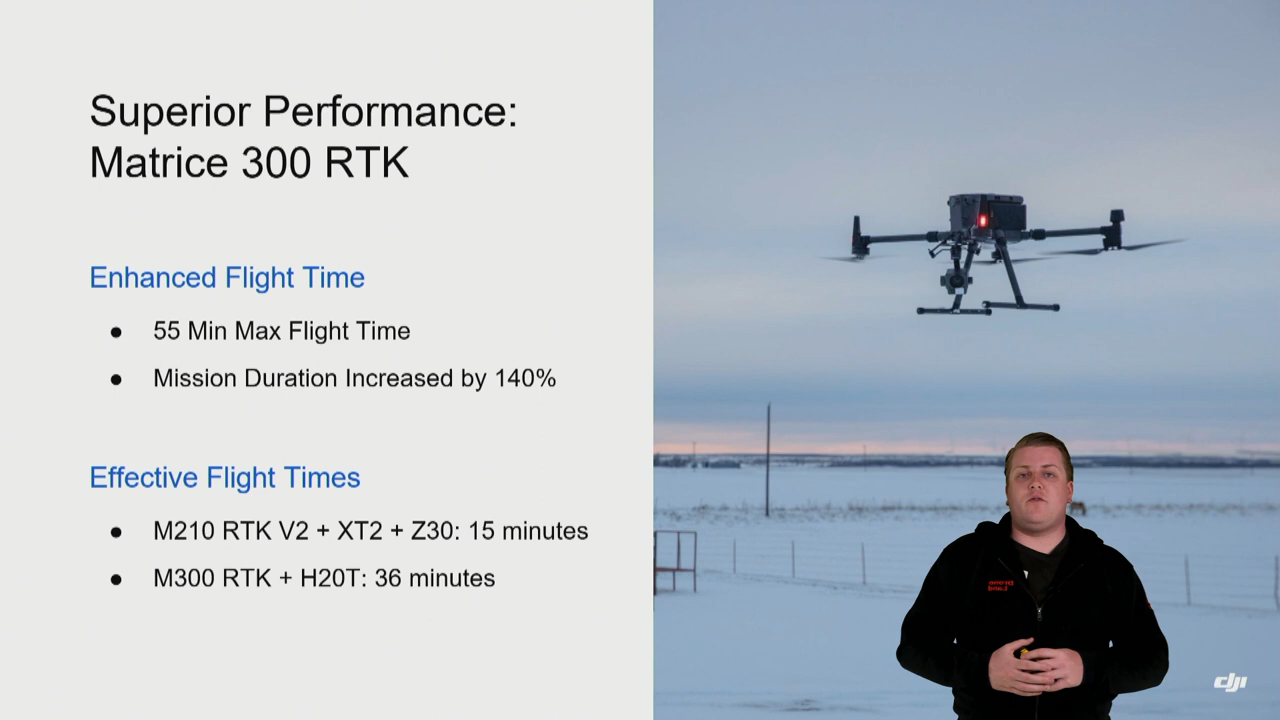 Superior Performance:
Matrice 300 RTK
Enhanced Flight Time
● 55 Min Max Flight Time
● Mission Duration Increased by 140%
Effective Flight Times
● M210 RTK V2 + XT2 + Z30: 15 minutes
● M300 RTK + H20T: 36 minutes
dji